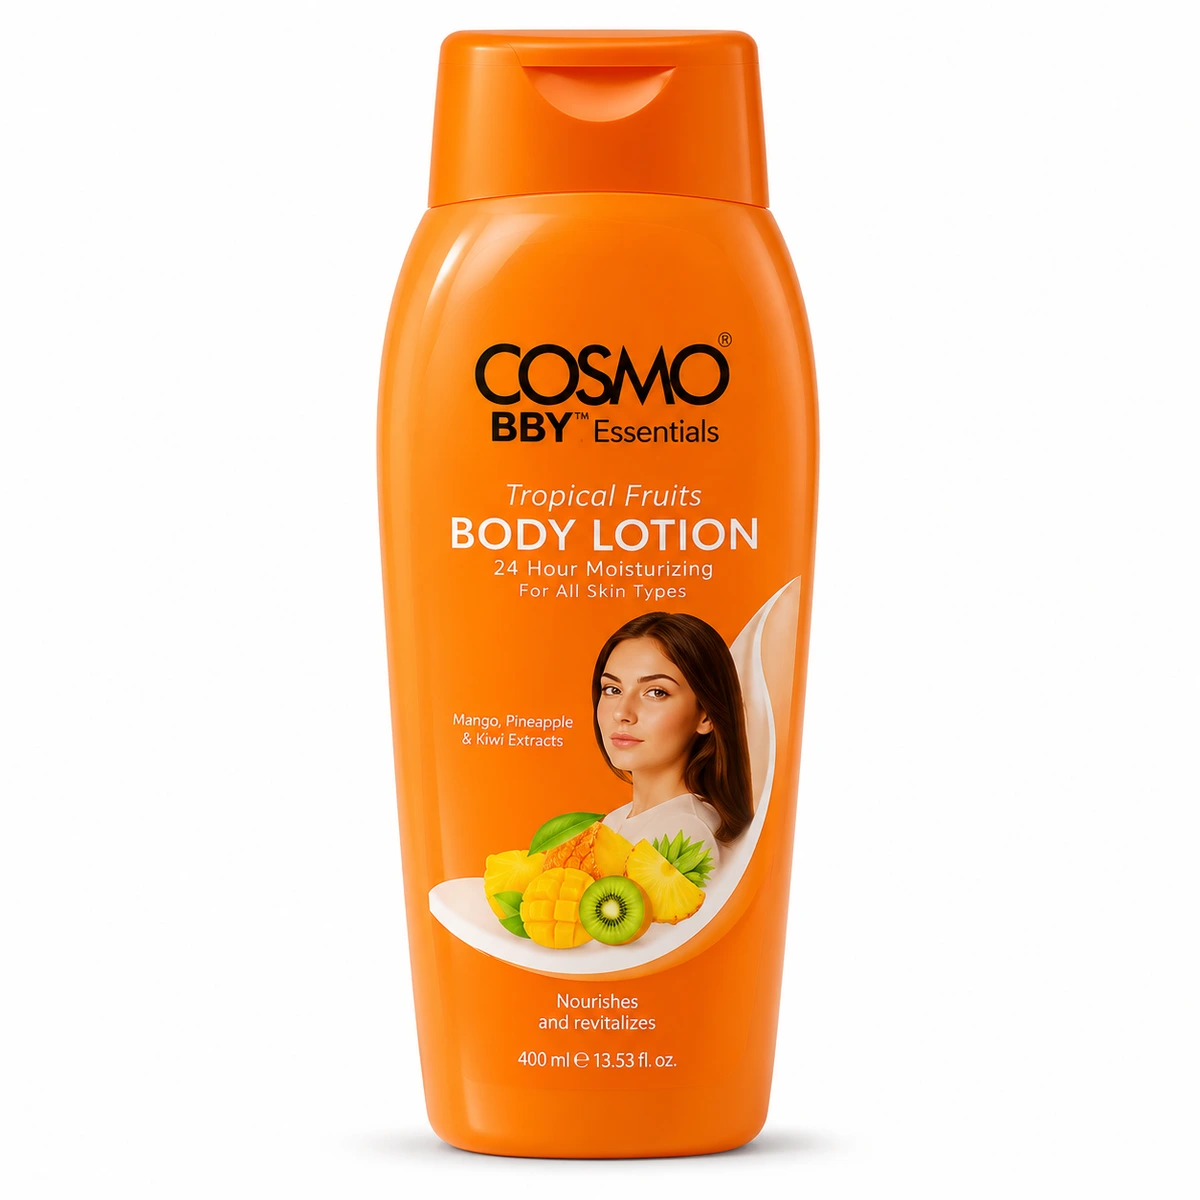 COSMO®
BBY™ Essentials
Tropical Fruits
BODY LOTION
24 Hour Moisturizing
For All Skin Types
Mango, Pineapple
& Kiwi Extracts
Nourishes
and revitalizes
400 ml ℮ 13.53 fl. oz.